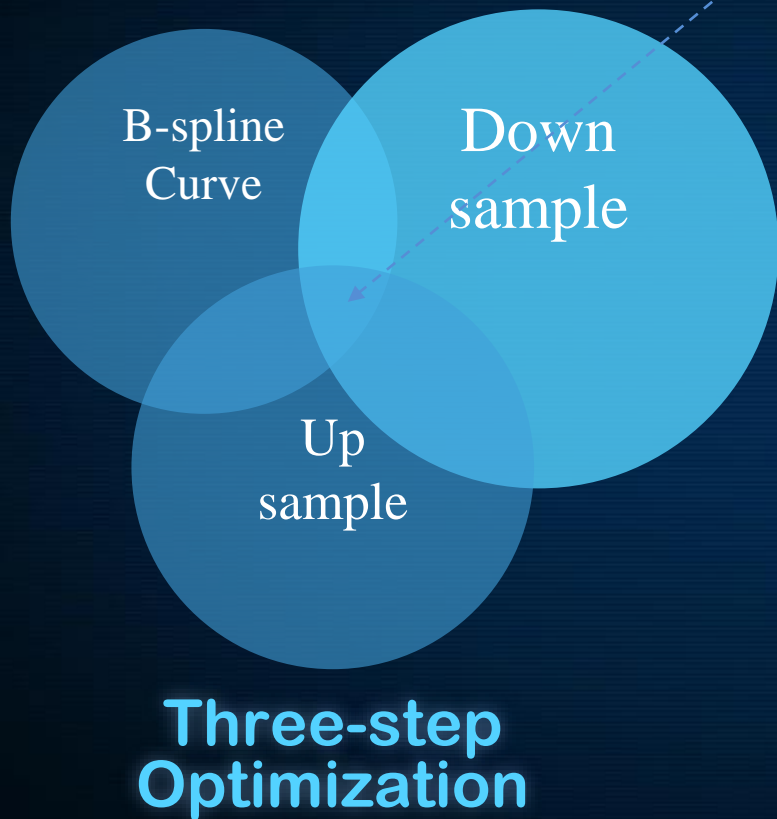 B-spline
Curve
Down
sample
Up
sample
Three-step
Optimization